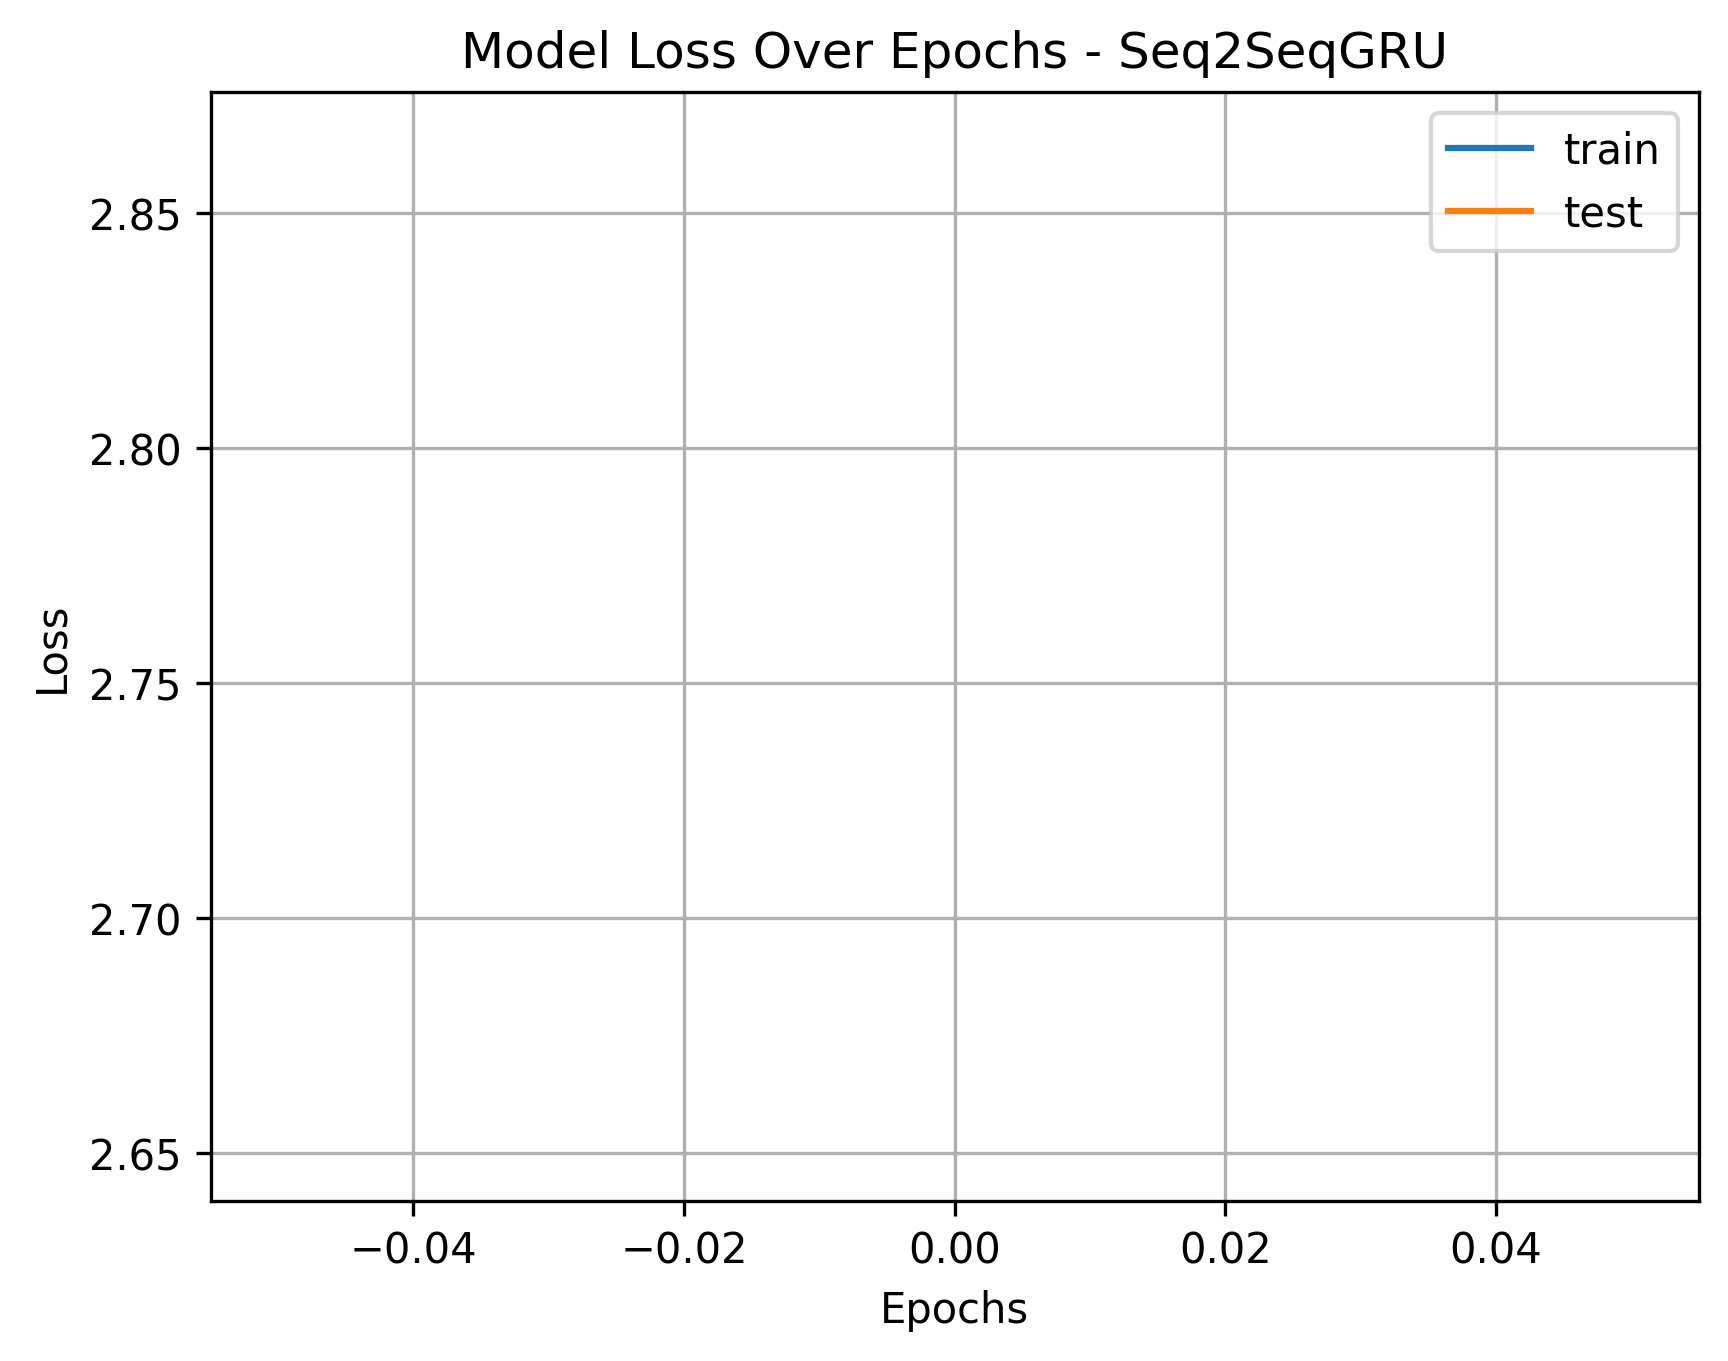 Model Loss Over Epochs - Seq2SeqGRU
train
test
2.85
2.80
2.75
2.70
2.65
Loss
−0.04
−0.02
0.00
0.02
0.04
Epochs